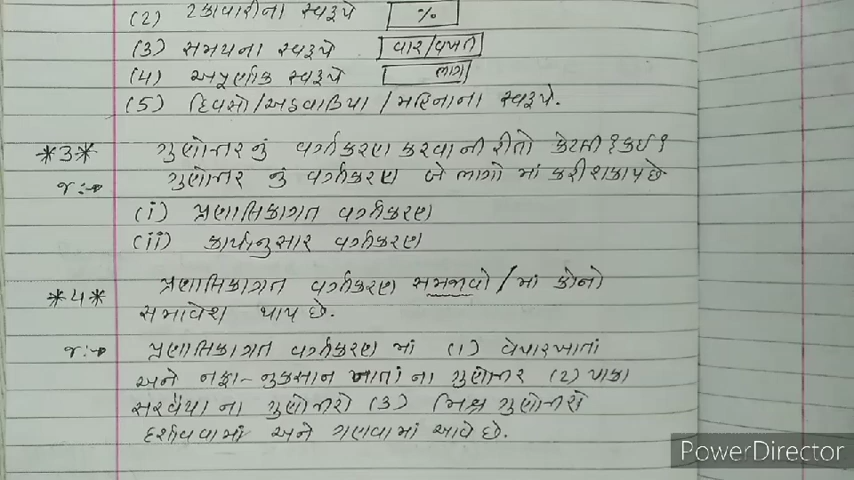 (2) ટકાવારીના સ્વરૂપે %
(3) સમયના સ્વરૂપે વાર/વખત
(4) અપૂર્ણાંક સ્વરૂપે ભાગ
(5) દિવસો/અઠવાડિયા/મહિનાના સ્વરૂપે.
*3* ગુણોત્તર નું વર્ગીકરણ કરવાની રીતો કેટલી ? કઈ ?
જ:→ ગુણોત્તર નું વર્ગીકરણ બે ભાગો માં કરી શકાય છે
(i) પ્રણાલિકાગત વર્ગીકરણ
(ii) કાર્યાનુસાર વર્ગીકરણ
*4* પ્રણાલિકાગત વર્ગીકરણ સમજાવો/માં કોનો
સમાવેશ થાય છે.
જ:→ પ્રણાલિકાગત વર્ગીકરણ માં (1) વેપારખાતાં
અને નફા-નુકસાન ખાતાં ના ગુણોત્તર (2) પાકા
સરવૈયા ના ગુણોત્તરો (3) મિશ્ર ગુણોત્તરો
દર્શાવવામાં અને ગણવામાં આવે છે.
PowerDirector